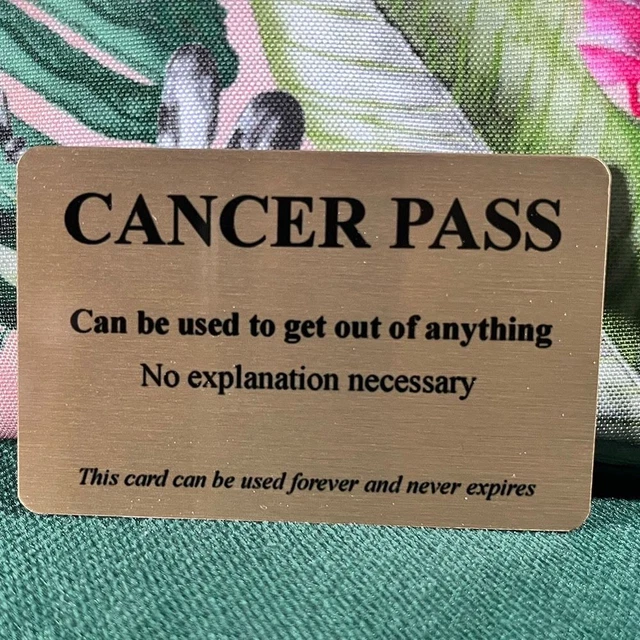 CANCER PASS
Can be used to get out of anything
No explanation necessary
This card can be used forever and never expires